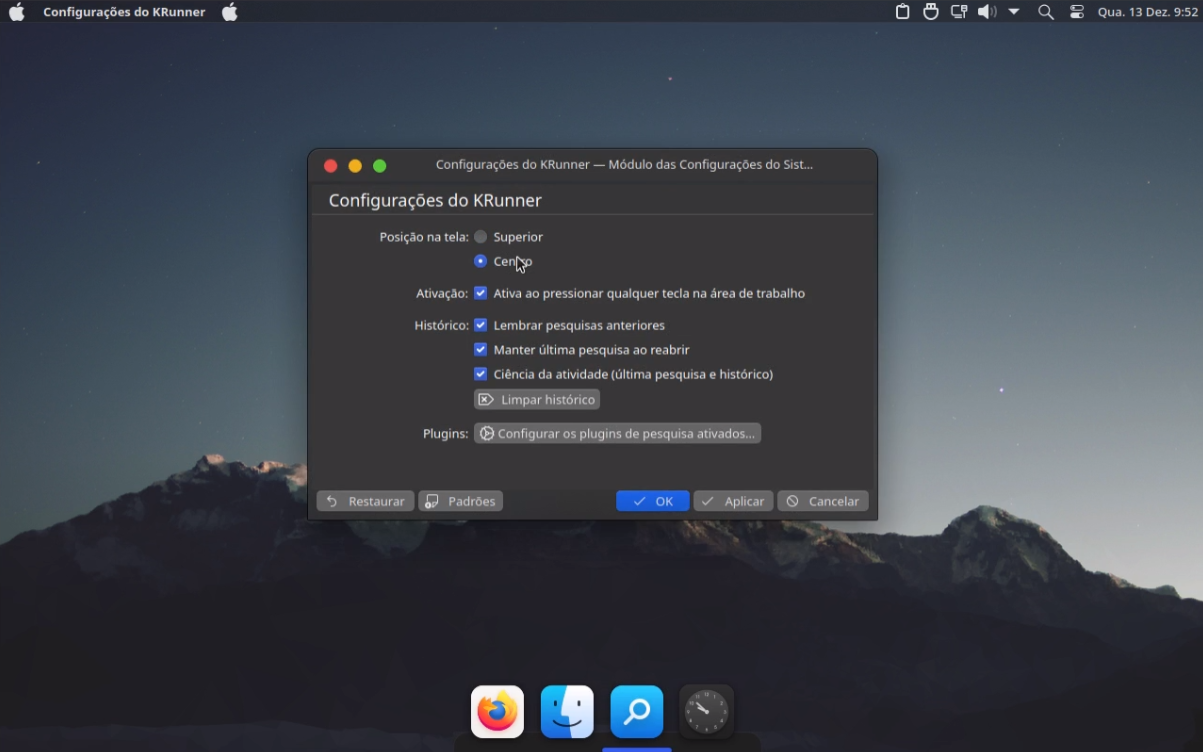 Configurações do KRunner
Qua. 13 Dez. 9:52
Configurações do KRunner — Módulo das Configurações do Sist...
Configurações do KRunner
Posição na tela: Superior
Centro
Ativação: Ativa ao pressionar qualquer tecla na área de trabalho
Histórico: Lembrar pesquisas anteriores
Manter última pesquisa ao reabrir
Ciência da atividade (última pesquisa e histórico)
Limpar histórico
Plugins: Configurar os plugins de pesquisa ativados...
Restaurar Padrões OK Aplicar Cancelar